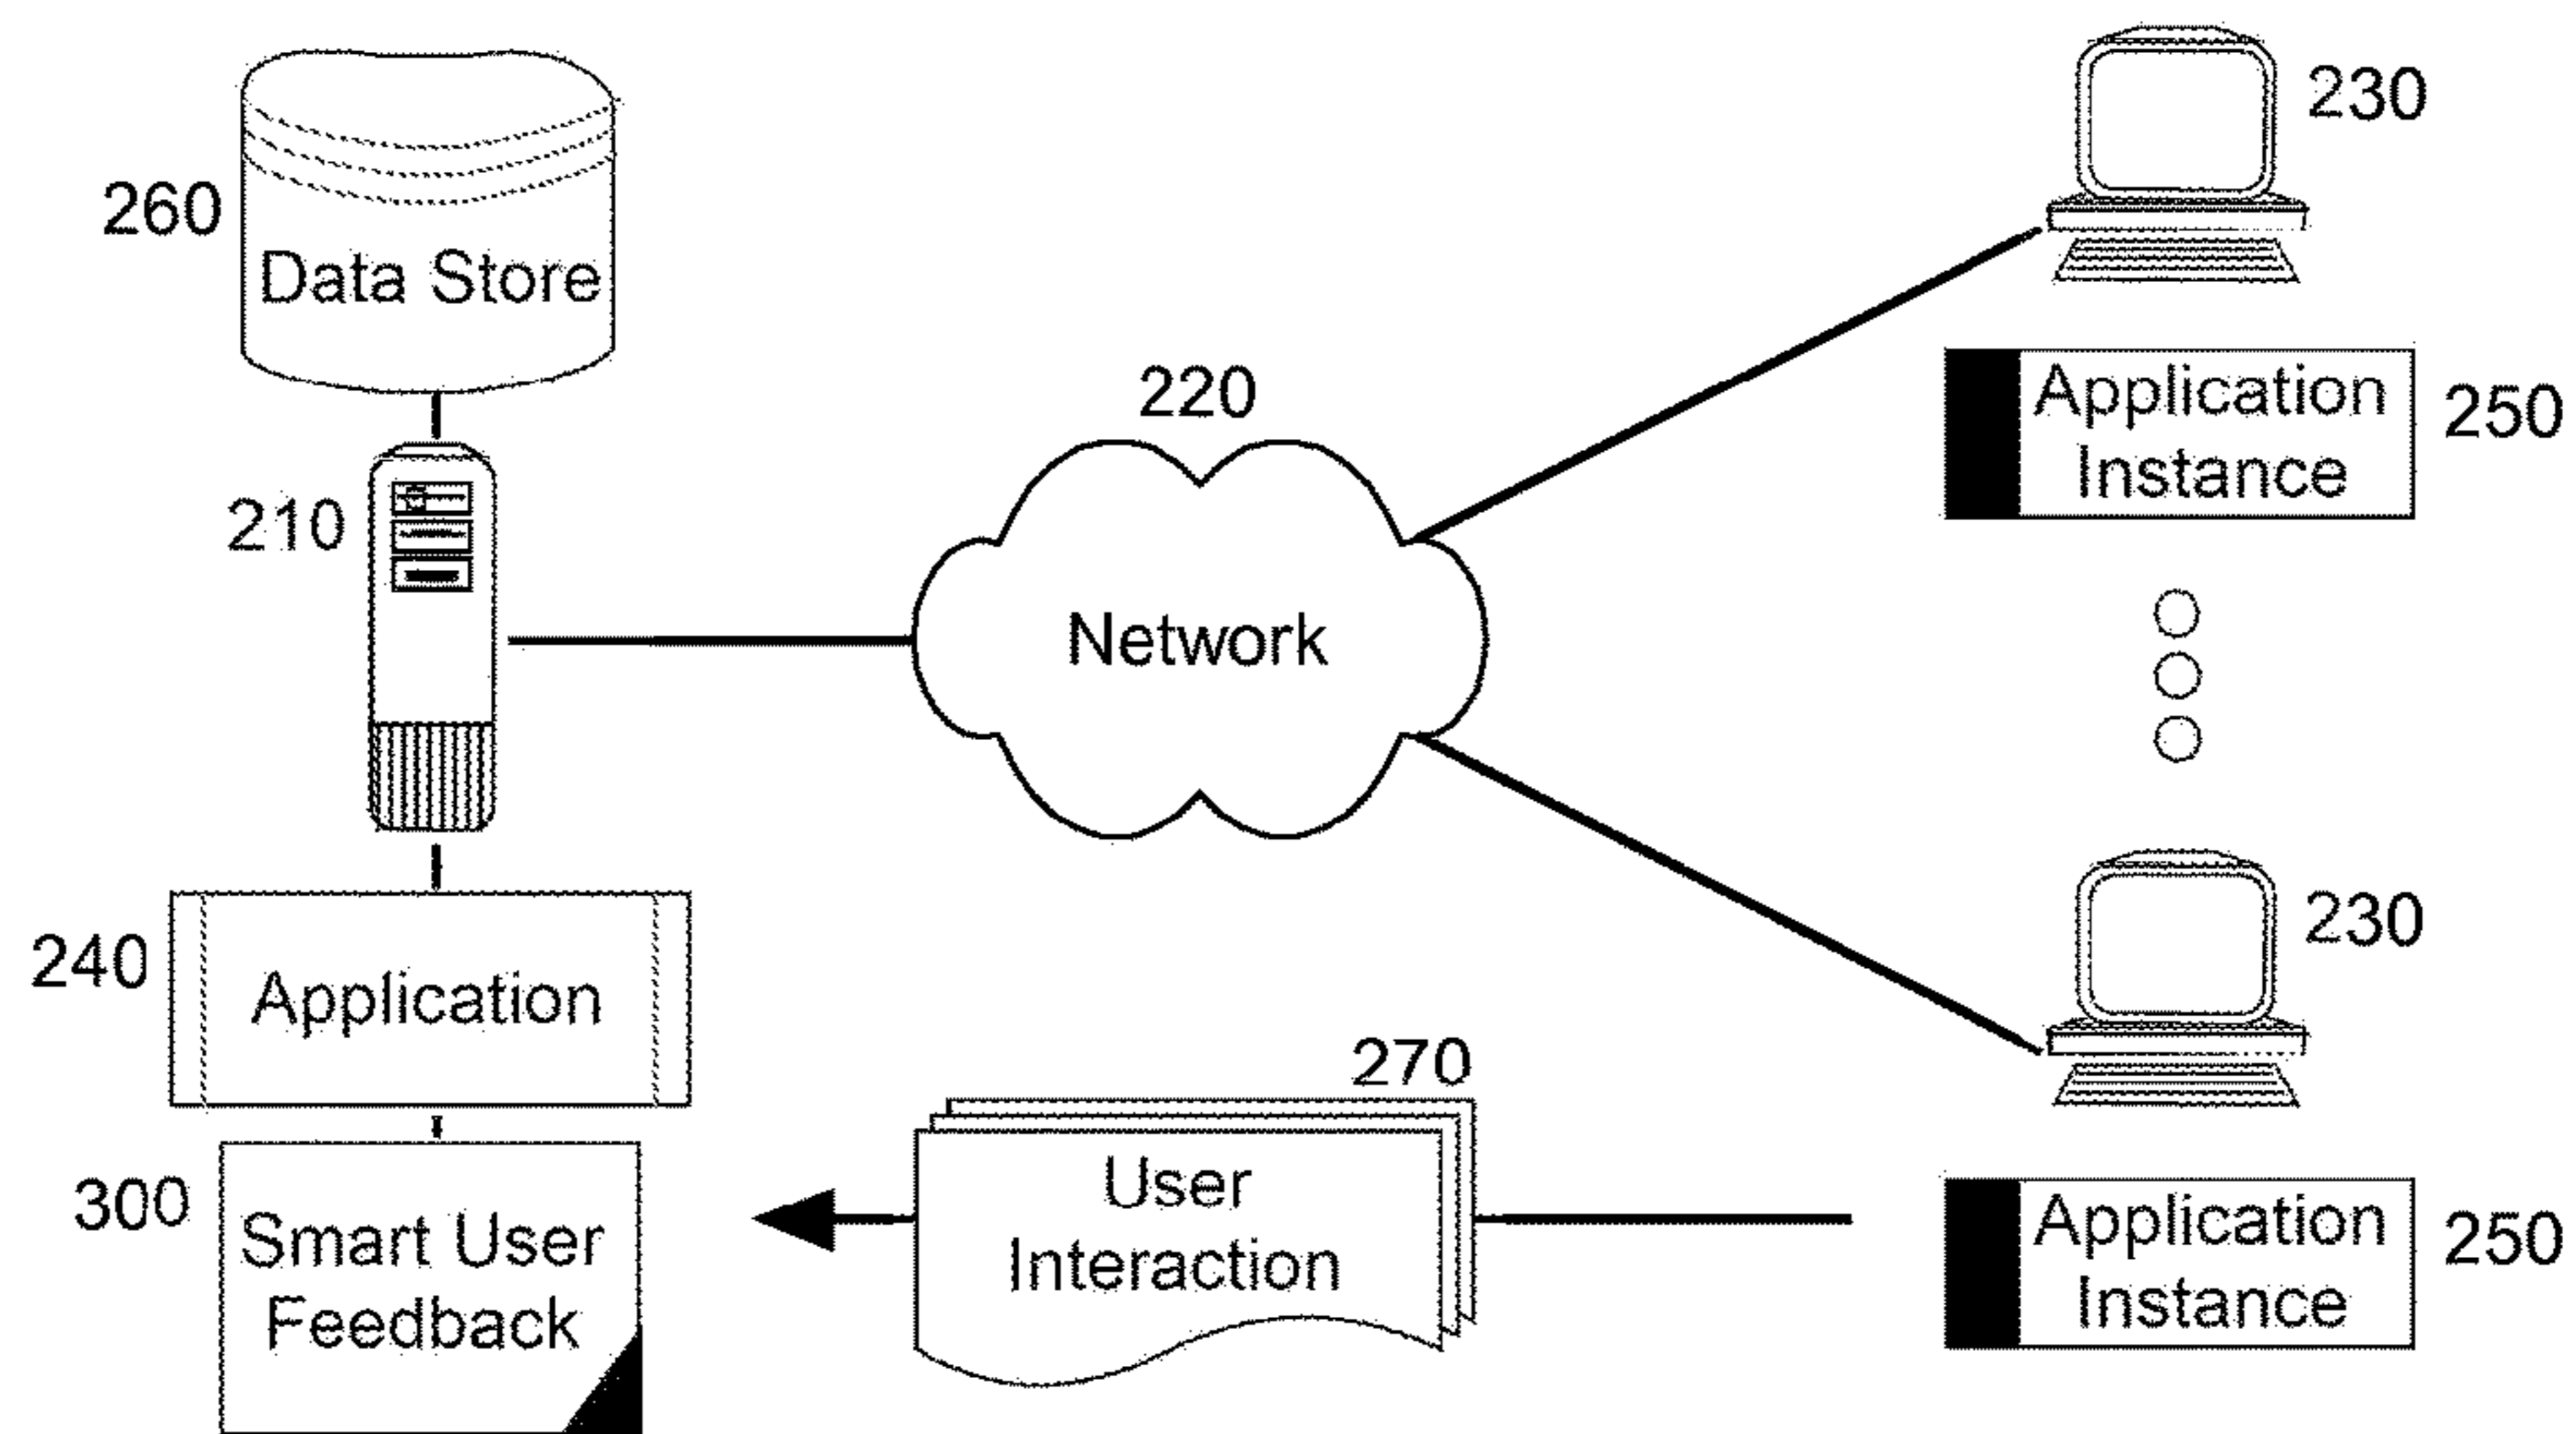 230
260
Data Store
220
Application
Instance
250
210
Network
230
240
Application
270
User
Interaction
300
Smart User
Feedback
Application
Instance
250